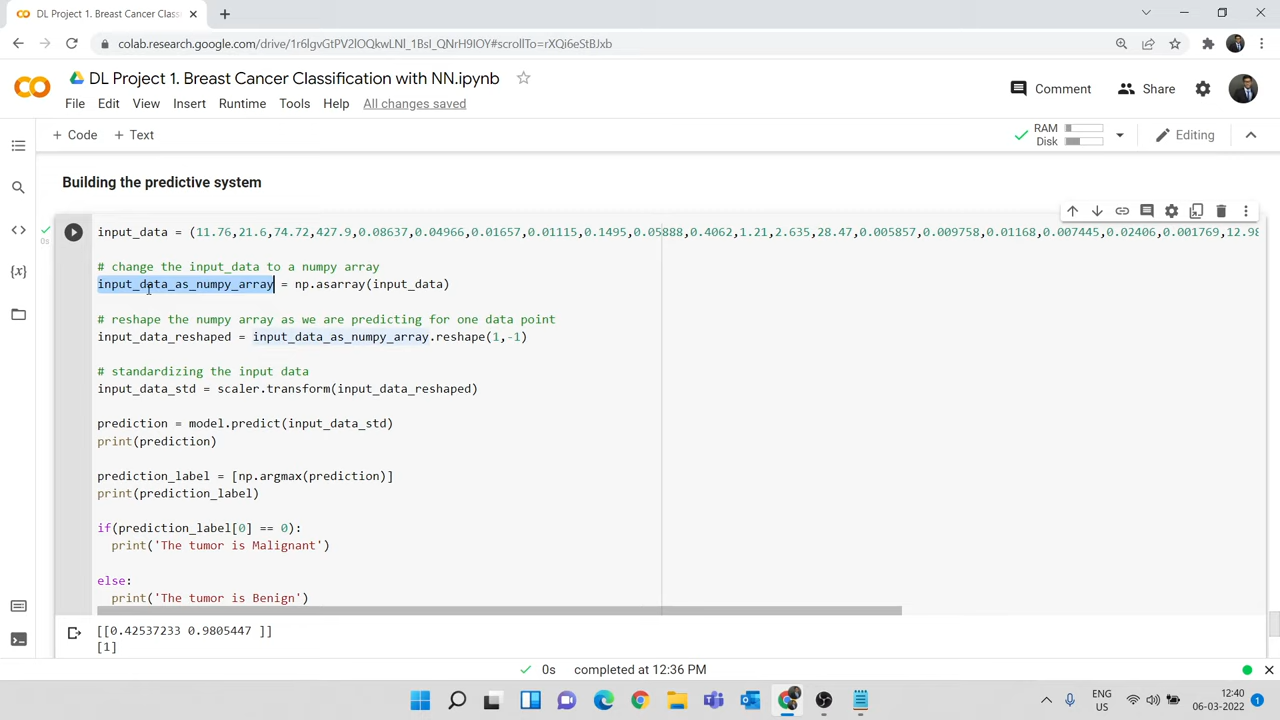 DL Project 1. Breast Cancer Class
colab.research.google.com/drive/1r6lgvGtPV2lOQkwLNl_1BsI_QNrH9IOY#scrollTo=rXQi6eStBJxb
DL Project 1. Breast Cancer Classification with NN.ipynb
File Edit View Insert Runtime Tools Help All changes saved
Comment Share
+ Code + Text
RAM
Disk
Editing
Building the predictive system
input_data = (11.76,21.6,74.72,427.9,0.08637,0.04966,0.01657,0.01115,0.1495,0.05888,0.4062,1.21,2.635,28.47,0.005857,0.009758,0.01168,0.007445,0.02406,0.001769,12.98
0s
# change the input_data to a numpy array
input_data_as_numpy_array = np.asarray(input_data)
{x}
# reshape the numpy array as we are predicting for one data point
input_data_reshaped = input_data_as_numpy_array.reshape(1,-1)
# standardizing the input data
input_data_std = scaler.transform(input_data_reshaped)
prediction = model.predict(input_data_std)
print(prediction)
prediction_label = [np.argmax(prediction)]
print(prediction_label)
if(prediction_label[0] == 0):
print('The tumor is Malignant')
else:
print('The tumor is Benign')
[[0.42537233 0.9805447 ]]
[1]
0s completed at 12:36 PM
ENG
US
12:40
06-03-2022
1